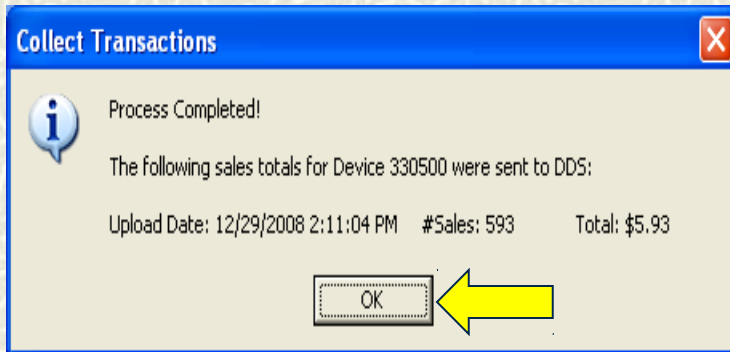 Collect Transactions
Process Completed!
The following sales totals for Device 330500 were sent to DDS:
Upload Date: 12/29/2008 2:11:04 PM #Sales: 593 Total: $5.93
OK